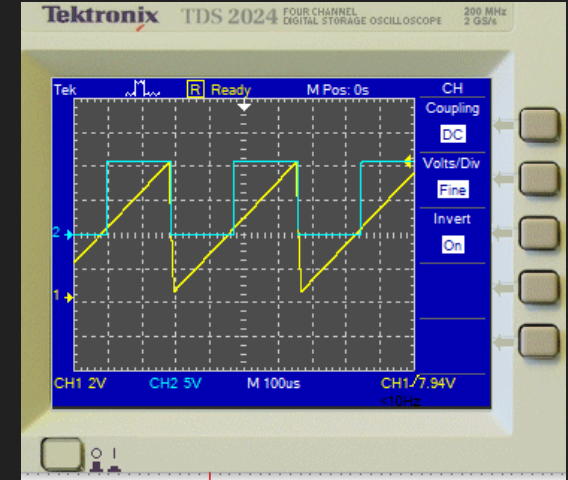 Tektronix TDS 2024 FOUR CHANNEL DIGITAL STORAGE OSCILLOSCOPE 200 MHz 2 GS/s
Tek R Ready M Pos: 0s CH
Coupling
DC
Volts/Div
Fine
Invert
On
2
1
CH1 2V CH2 5V M 100us CH1 7.94V
<10Hz
O I